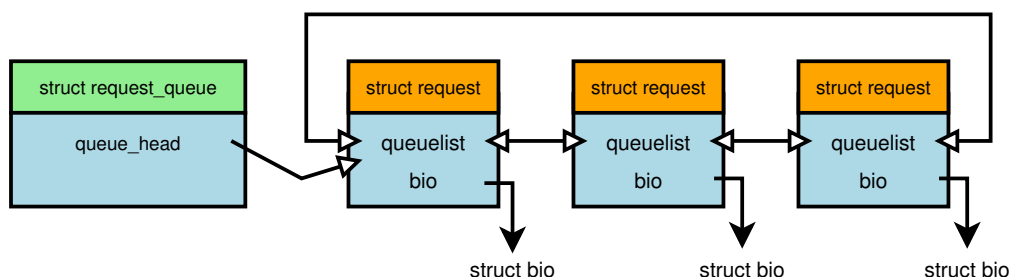 struct request_queue
queue_head
struct request
queuelist
bio
struct bio
struct request
queuelist
bio
struct bio
struct request
queuelist
bio
struct bio